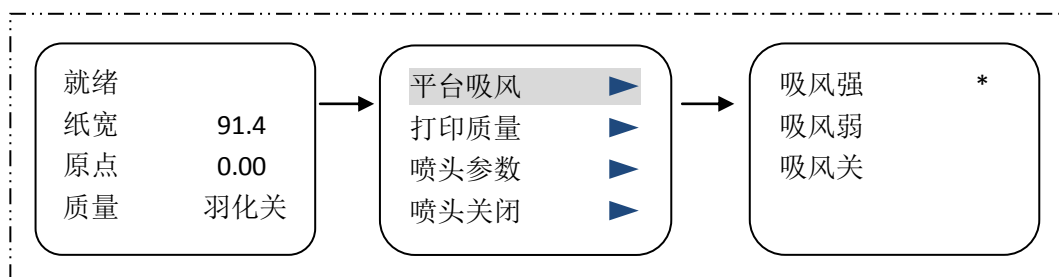 就绪
纸宽 91.4
原点 0.00
质量 羽化关
平台吸风
打印质量
喷头参数
喷头关闭
吸风强 *
吸风弱
吸风关